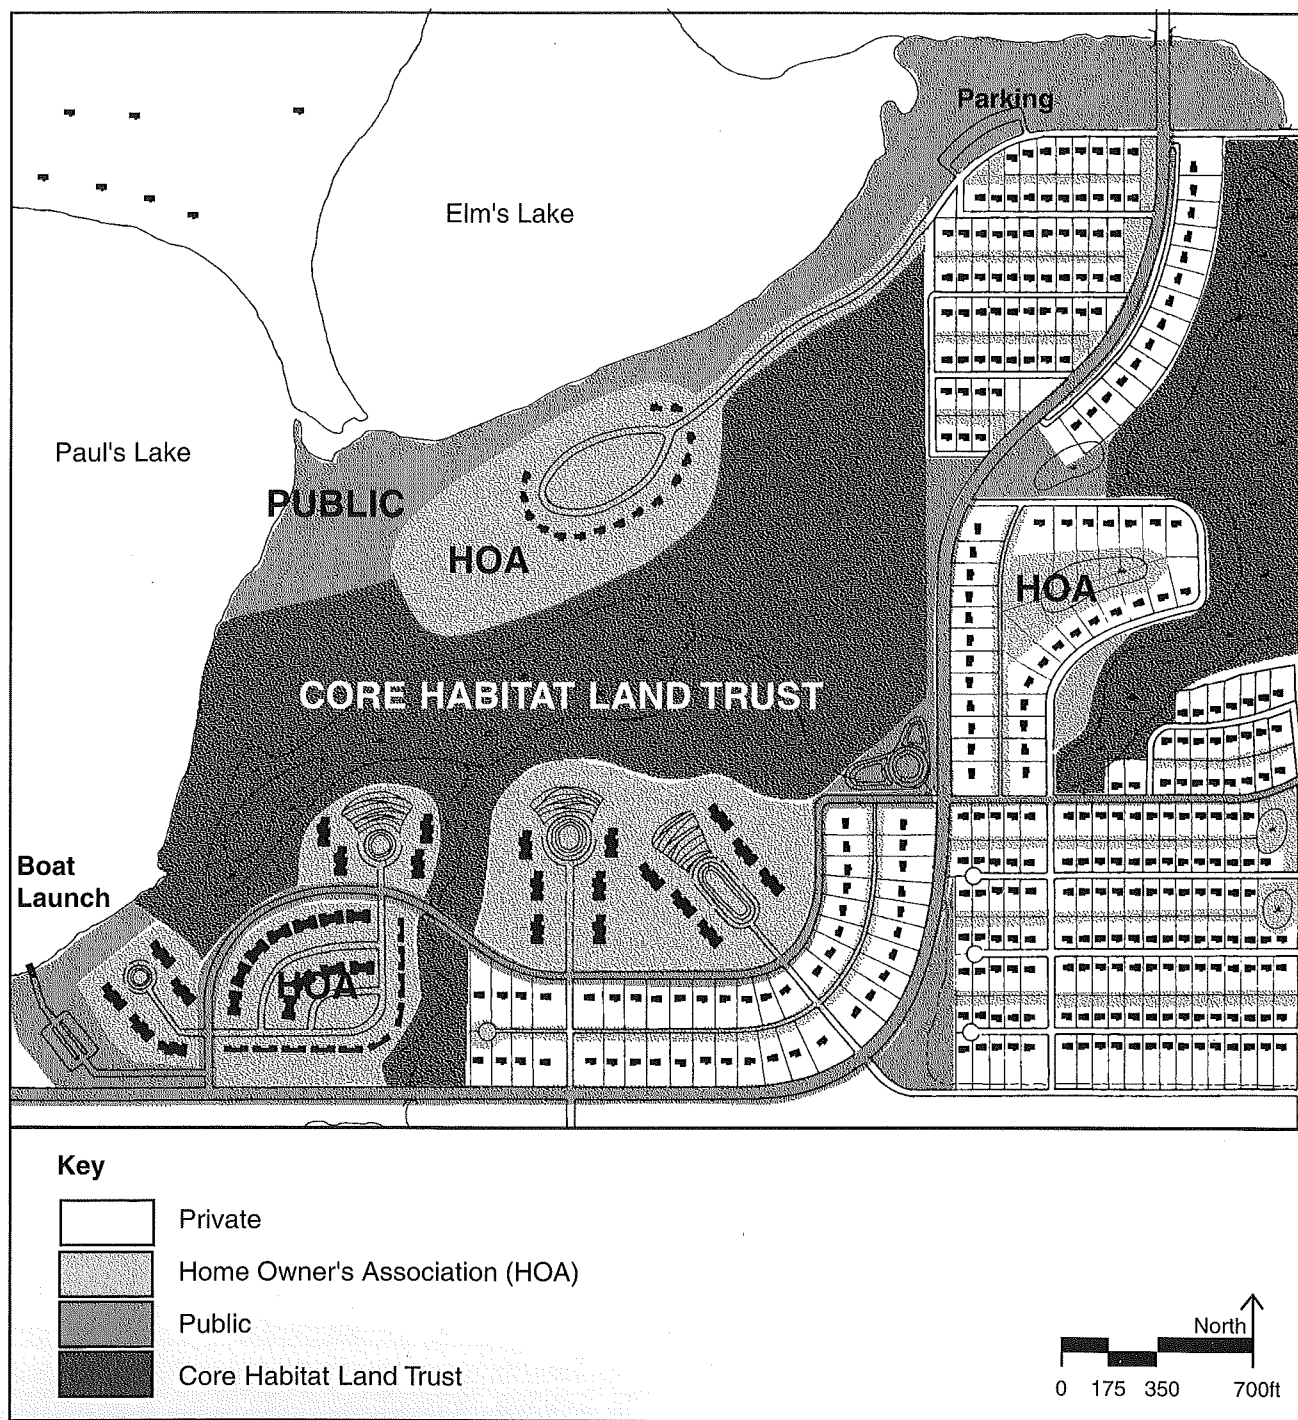 Parking
Elm's Lake
Paul's Lake
PUBLIC
HOA
HOA
CORE HABITAT LAND TRUST
Boat
Launch
HOA
Key
Private
Home Owner's Association (HOA)
Public
Core Habitat Land Trust
North
0 175 350 700ft